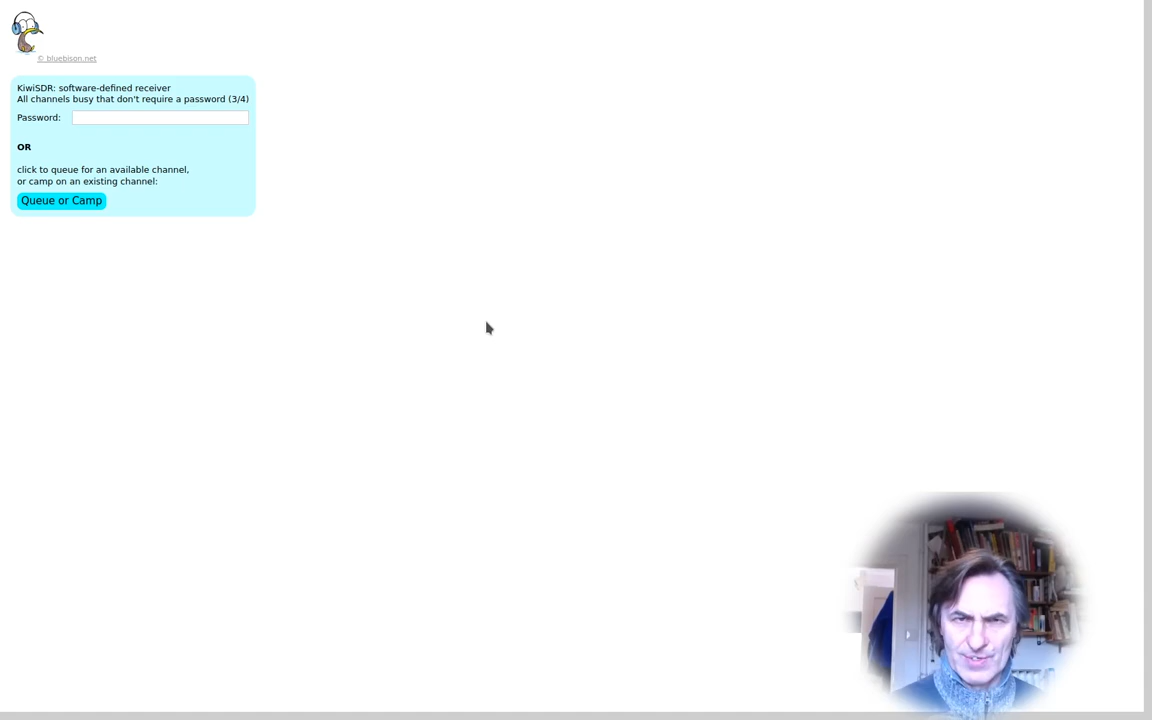 © bluebison.net
KiwiSDR: software-defined receiver
All channels busy that don't require a password (3/4)
Password:
OR
click to queue for an available channel,
or camp on an existing channel:
Queue or Camp